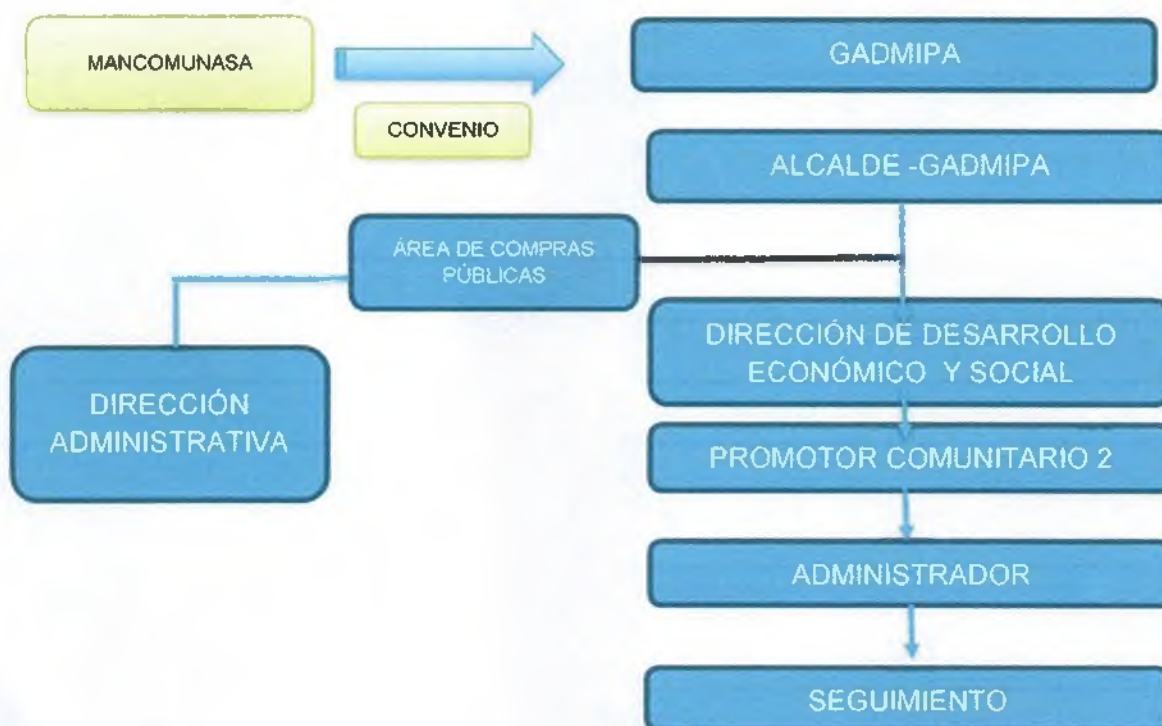 MANCOMUNASA
GADMIPA
CONVENIO
ALCALDE -GADMIPA
ÁREA DE COMPRAS
PÚBLICAS
DIRECCIÓN DE DESARROLLO
ECONÓMICO Y SOCIAL
DIRECCIÓN
ADMINISTRATIVA
PROMOTOR COMUNITARIO 2
ADMINISTRADOR
SEGUIMIENTO